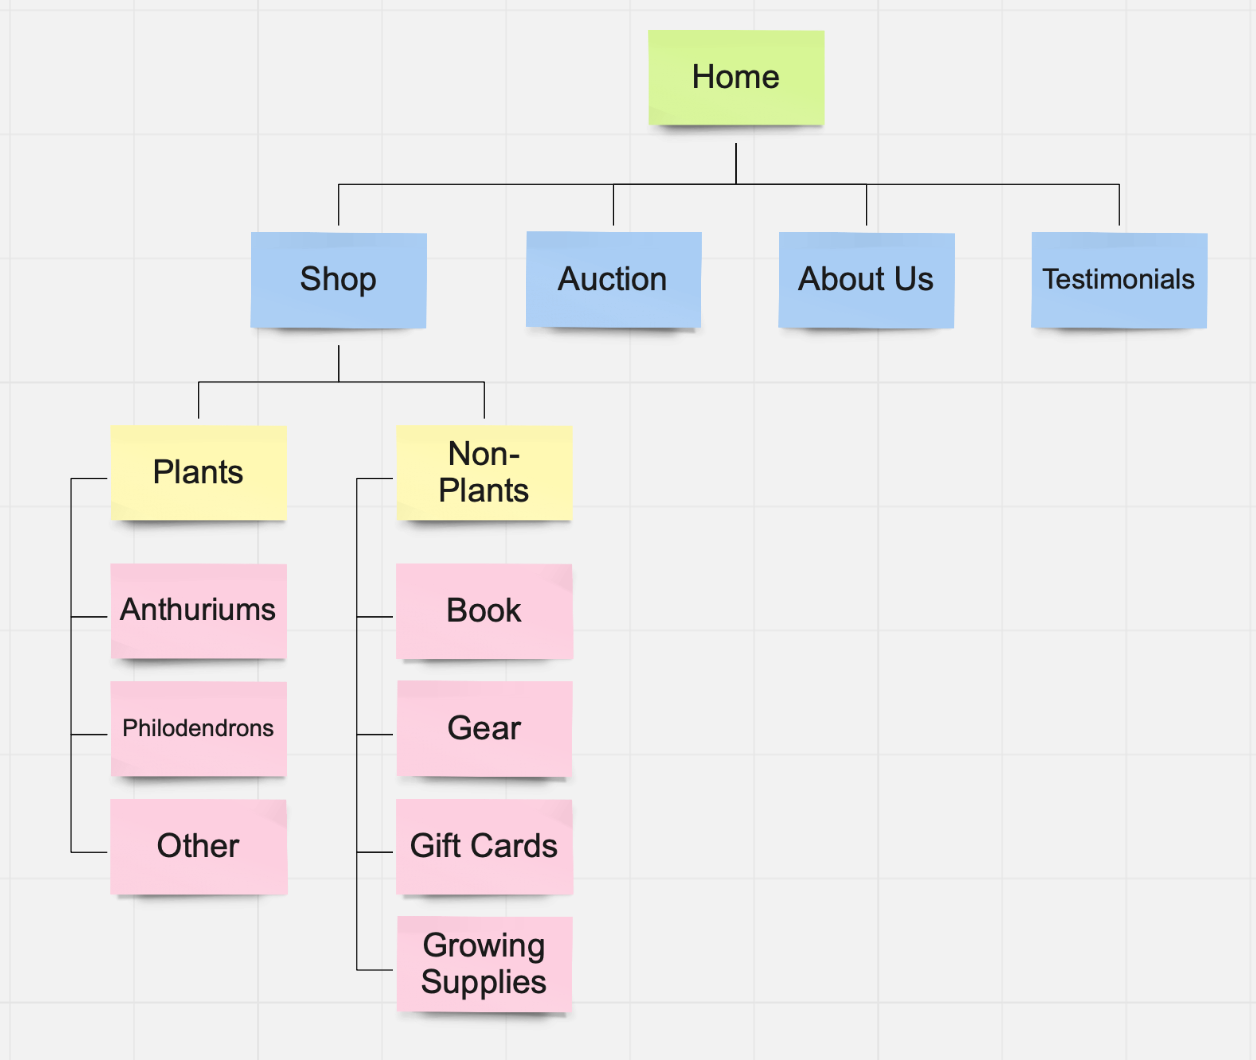 Home
Shop
Auction
About Us
Testimonials
Plants
Non-
Plants
Anthuriums
Book
Philodendrons
Gear
Other
Gift Cards
Growing
Supplies